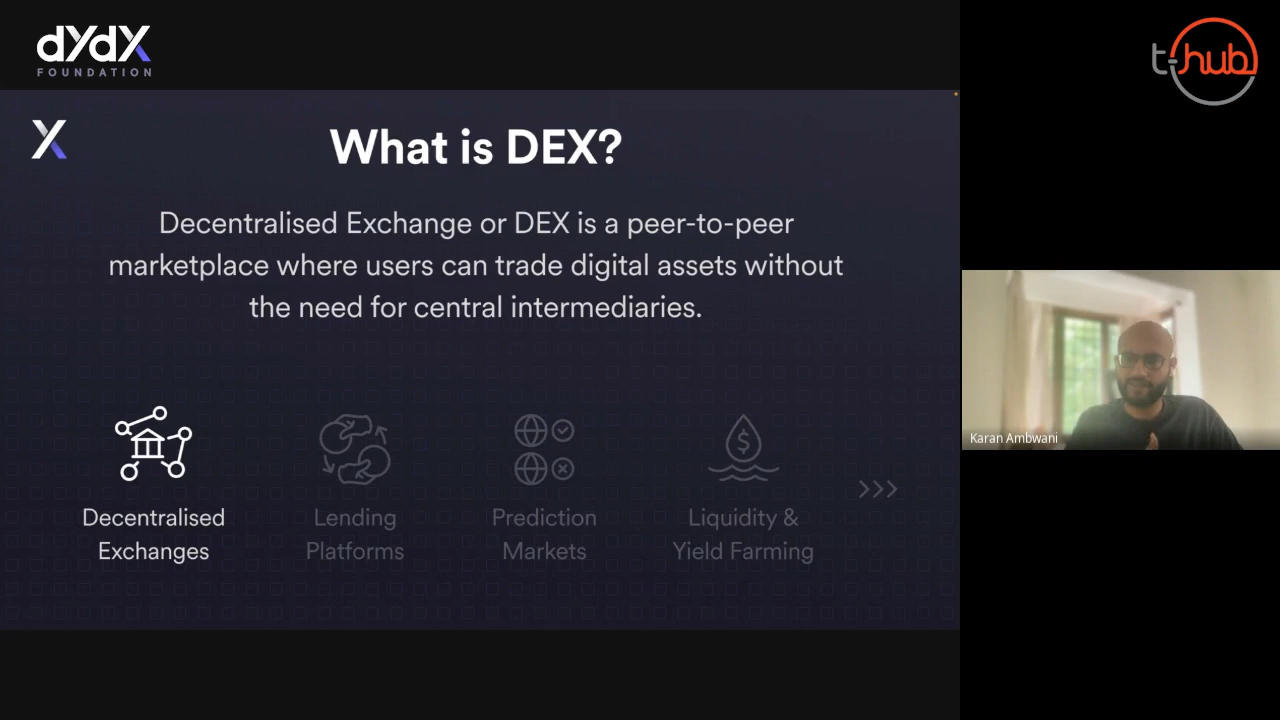 dYdX
FOUNDATION
t-hub
What is DEX?
Decentralised Exchange or DEX is a peer-to-peer
marketplace where users can trade digital assets without
the need for central intermediaries.
Decentralised
Exchanges
Lending
Platforms
Prediction
Markets
Liquidity &
Yield Farming
Karan Ambwani